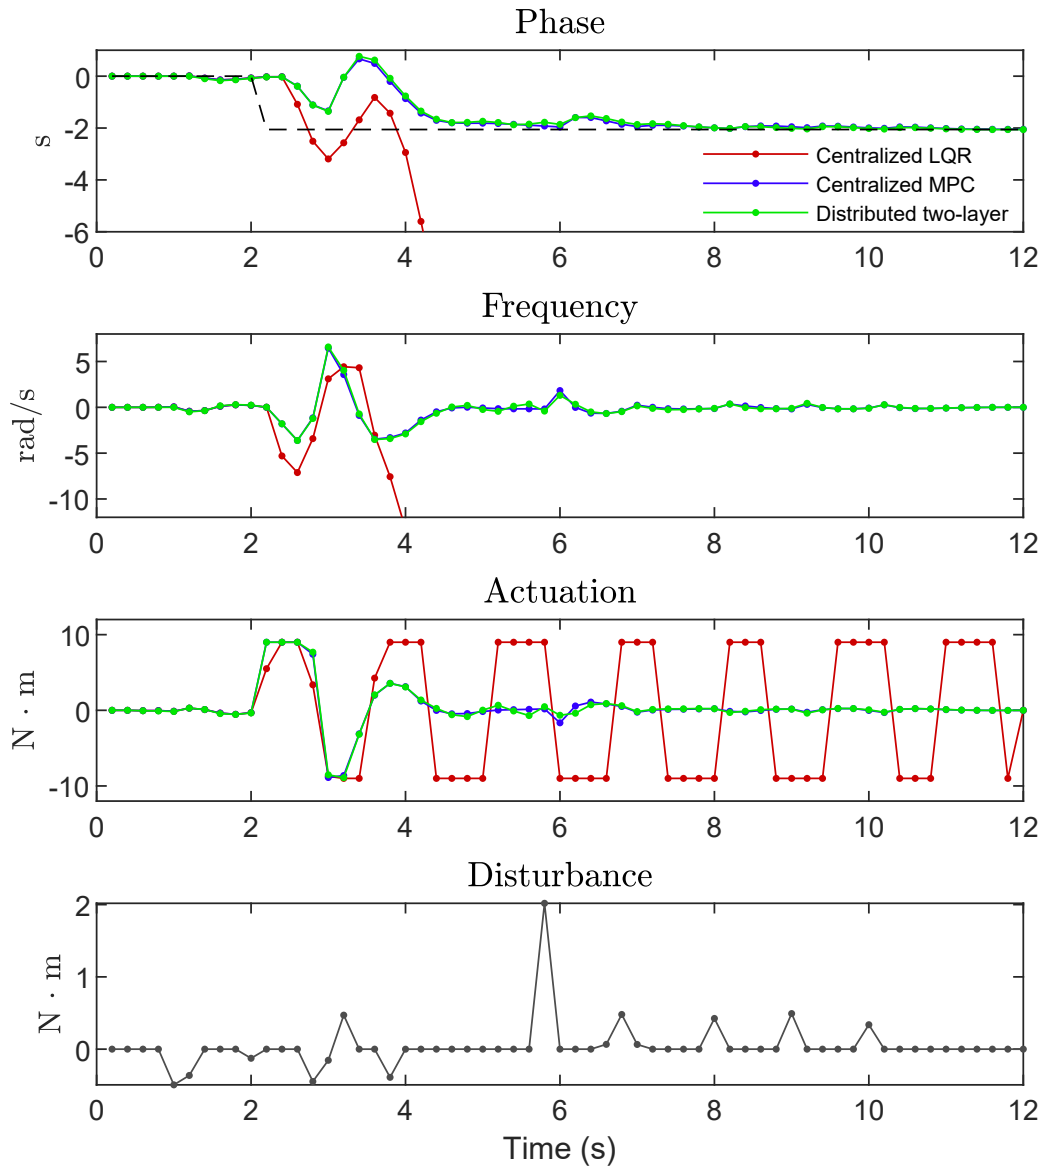 Phase
0
-2
-4
-6
s
Centralized LQR
Centralized MPC
Distributed two-layer
0 2 4 6 8 10 12
Frequency
5
0
-5
-10
rad/s
0 2 4 6 8 10 12
Actuation
10
0
-10
N · m
0 2 4 6 8 10 12
Disturbance
2
1
0
N · m
0 2 4 6 8 10 12
Time (s)